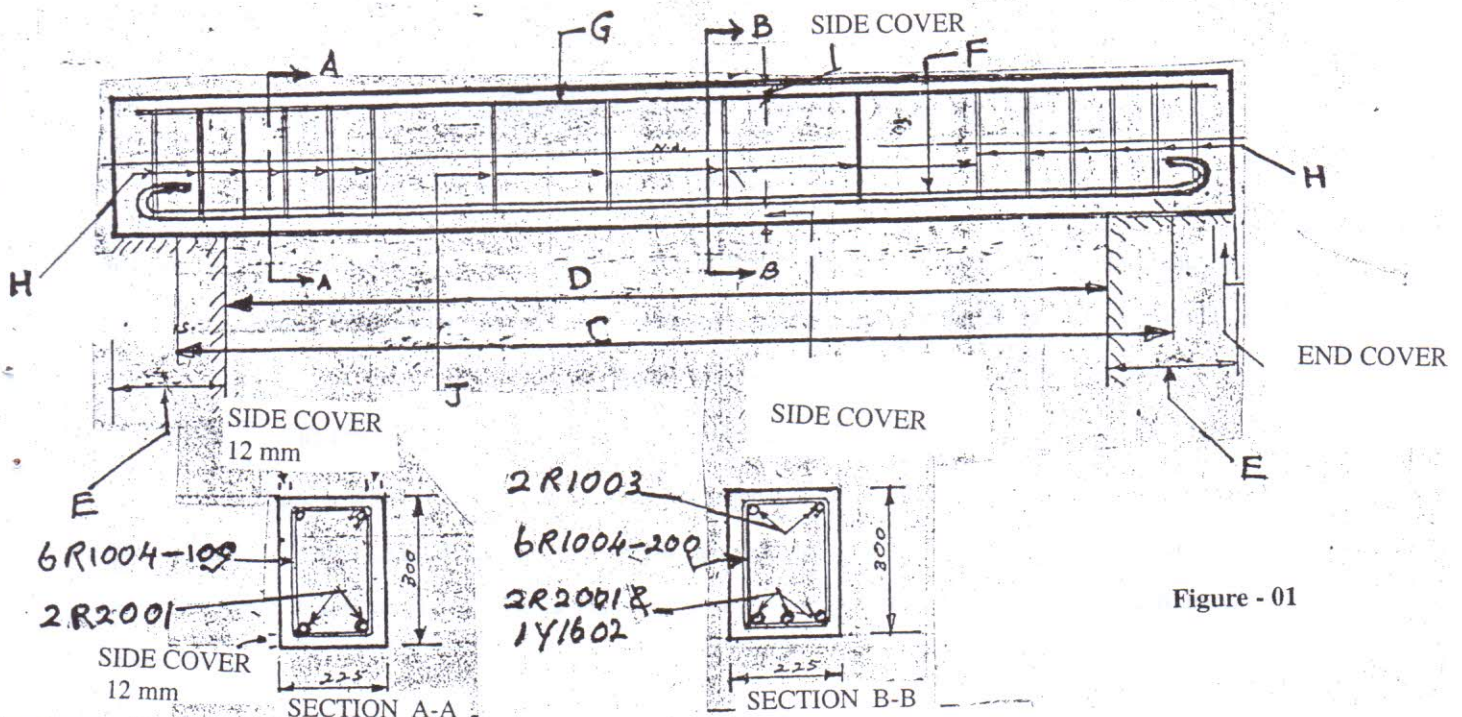 G
B
SIDE COVER
A
F
H
H
A
B
D
C
END COVER
J
SIDE COVER
12 mm
SIDE COVER
E
E
2R1003
6R1004-100
6R1004-200
300
300
2R2001
2R2001&
1Y1602
Figure - 01
SIDE COVER
12 mm
225
225
SECTION A-A
SECTION B-B